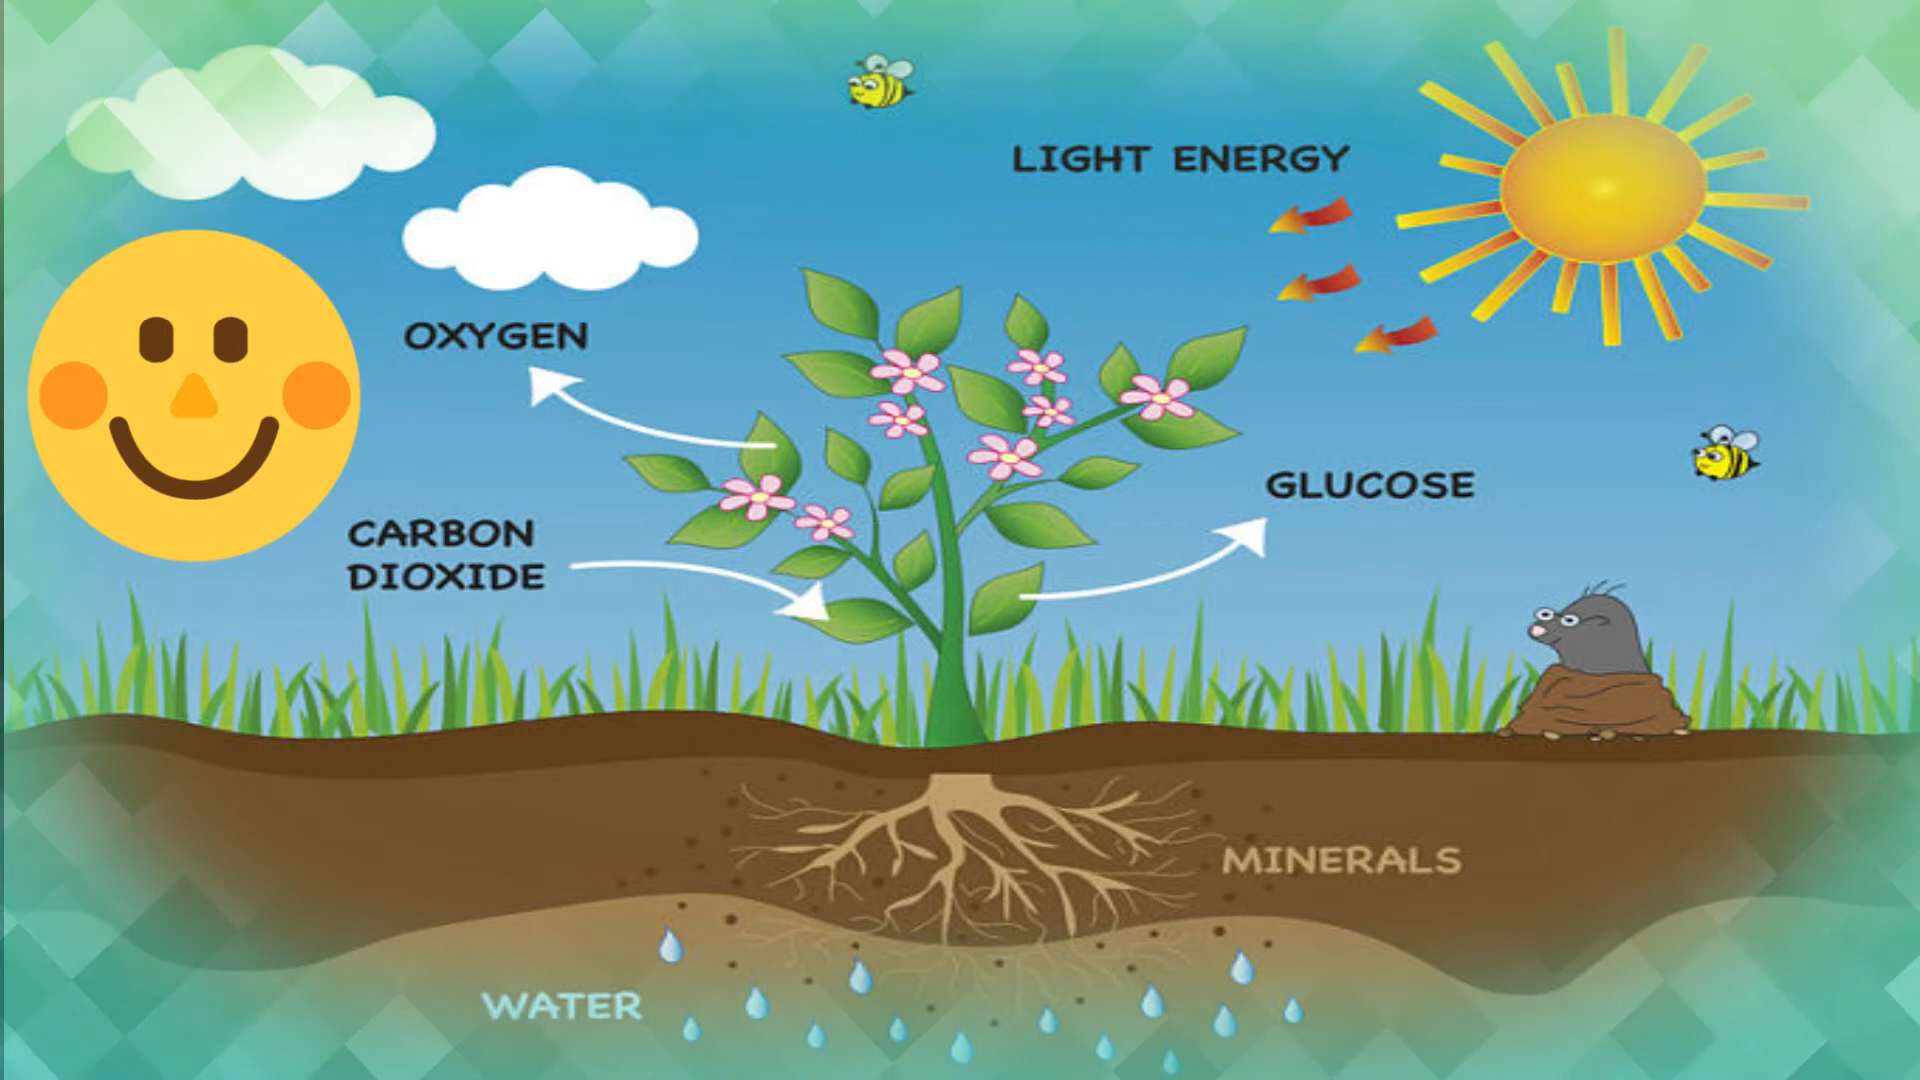 LIGHT ENERGY
OXYGEN
GLUCOSE
CARBON
DIOXIDE
MINERALS
WATER